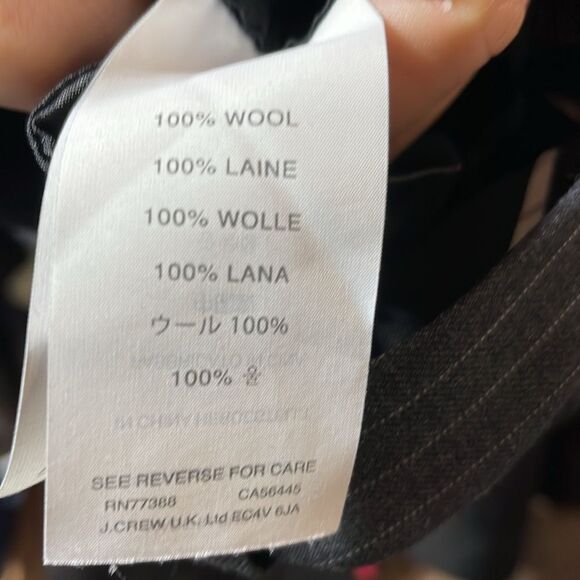 100% WOOL
100% LAINE
100% WOLLE
100% LANA
ウール 100%
100% 울
SEE REVERSE FOR CARE
RN77388 CA56445
J.CREW U.K. Ltd EC4V 6JA